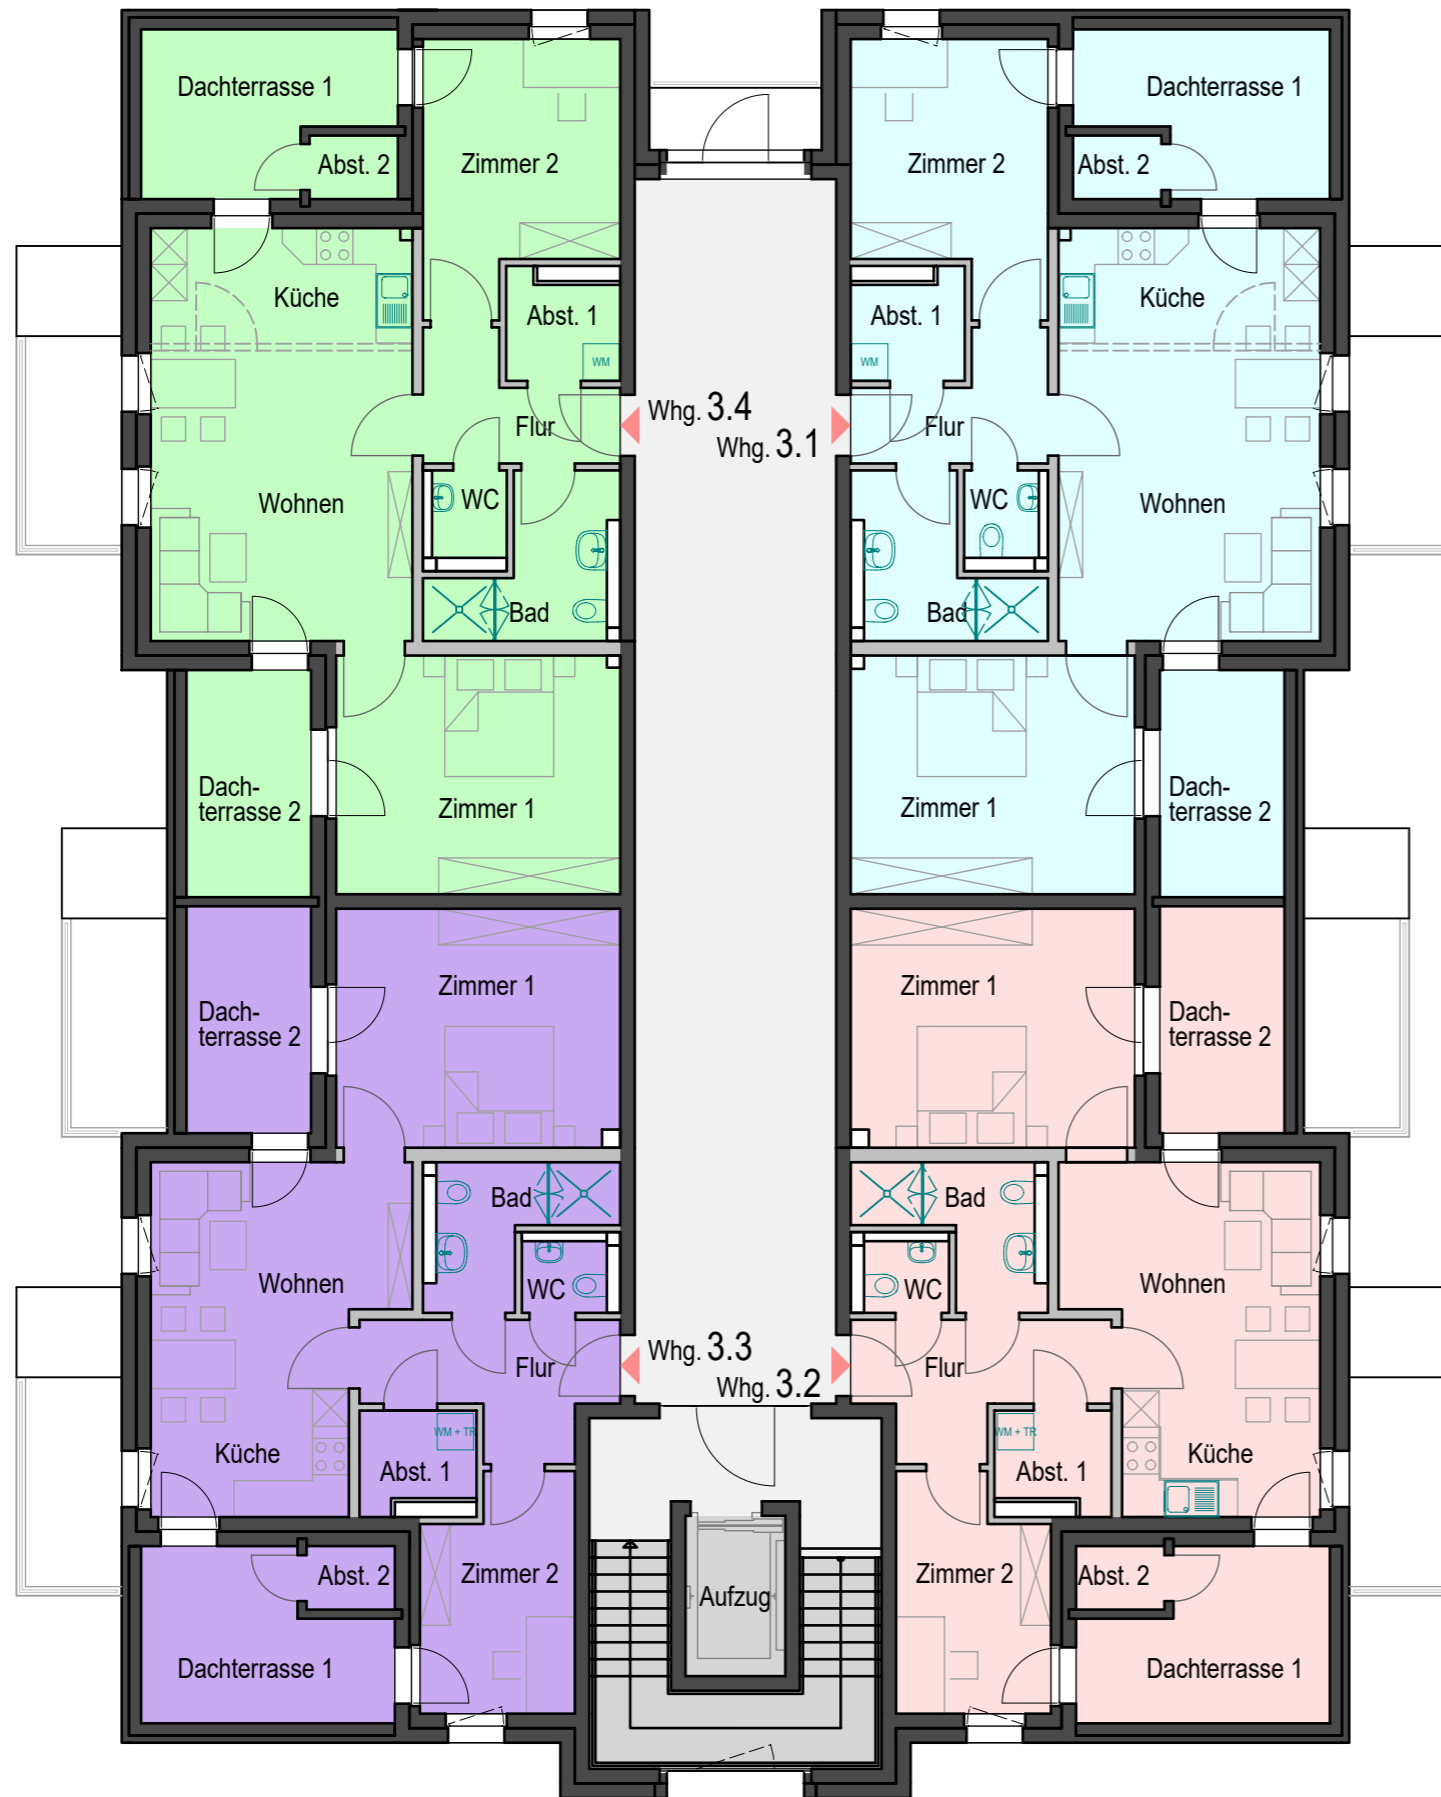 Dachterrasse 1
Abst. 2
Zimmer 2
Zimmer 2
Dachterrasse 1
Abst. 2
Küche
Abst. 1
WM
Abst. 1
WM
Küche
Flur
Whg. 3.4
Whg. 3.1
Flur
Wohnen
WC
WC
Wohnen
Bad
Bad
Dach-
terrasse 2
Zimmer 1
Zimmer 1
Dach-
terrasse 2
Dach-
terrasse 2
Zimmer 1
Zimmer 1
Dach-
terrasse 2
Bad
Bad
Wohnen
WC
WC
Wohnen
Flur
Whg. 3.3
Whg. 3.2
Flur
WM + TR
WM + TR
Küche
Abst. 1
Abst. 1
Küche
Abst. 2
Zimmer 2
Aufzug
Zimmer 2
Abst. 2
Dachterrasse 1
Dachterrasse 1